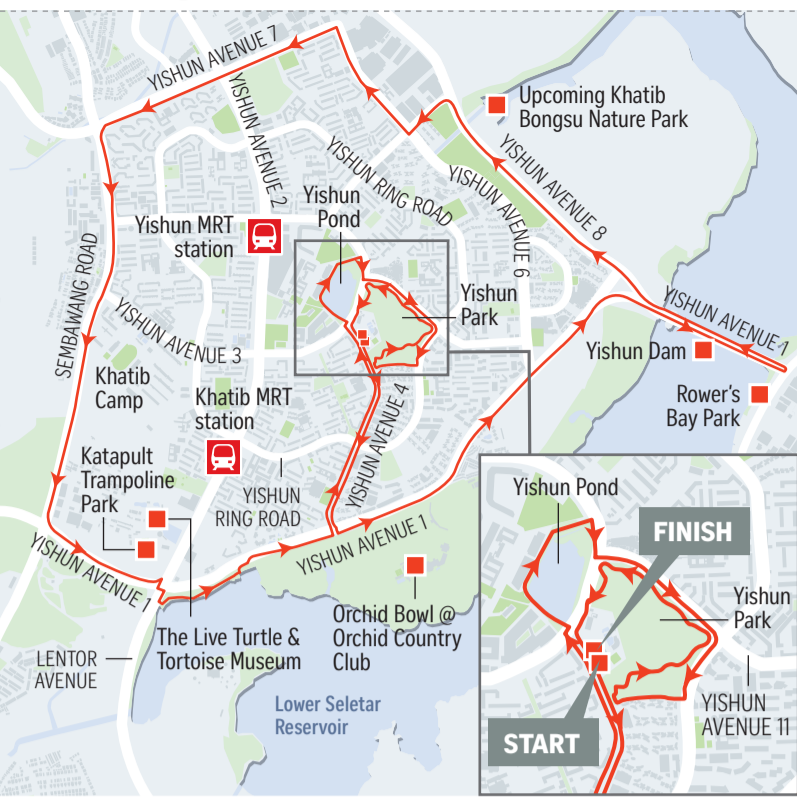 YISHUN AVENUE 7
Upcoming Khatib
Bongsu Nature Park
YISHUN AVENUE 2
YISHUN RING ROAD
YISHUN AVENUE 6
YISHUN AVENUE 8
Yishun
Pond
Yishun MRT
station
SEMBAWANG ROAD
Yishun
Park
YISHUN AVENUE 1
YISHUN AVENUE 3
Yishun Dam
Khatib
Camp
Khatib MRT
station
Rower's
Bay Park
YISHUN AVENUE 4
Katapult
Trampoline
Park
YISHUN
RING ROAD
YISHUN AVENUE 1
YISHUN AVENUE 1
The Live Turtle &
Tortoise Museum
Orchid Bowl @
Orchid Country
Club
LENTOR
AVENUE
Lower Seletar
Reservoir
Yishun Pond
FINISH
Yishun
Park
YISHUN
AVENUE 11
START